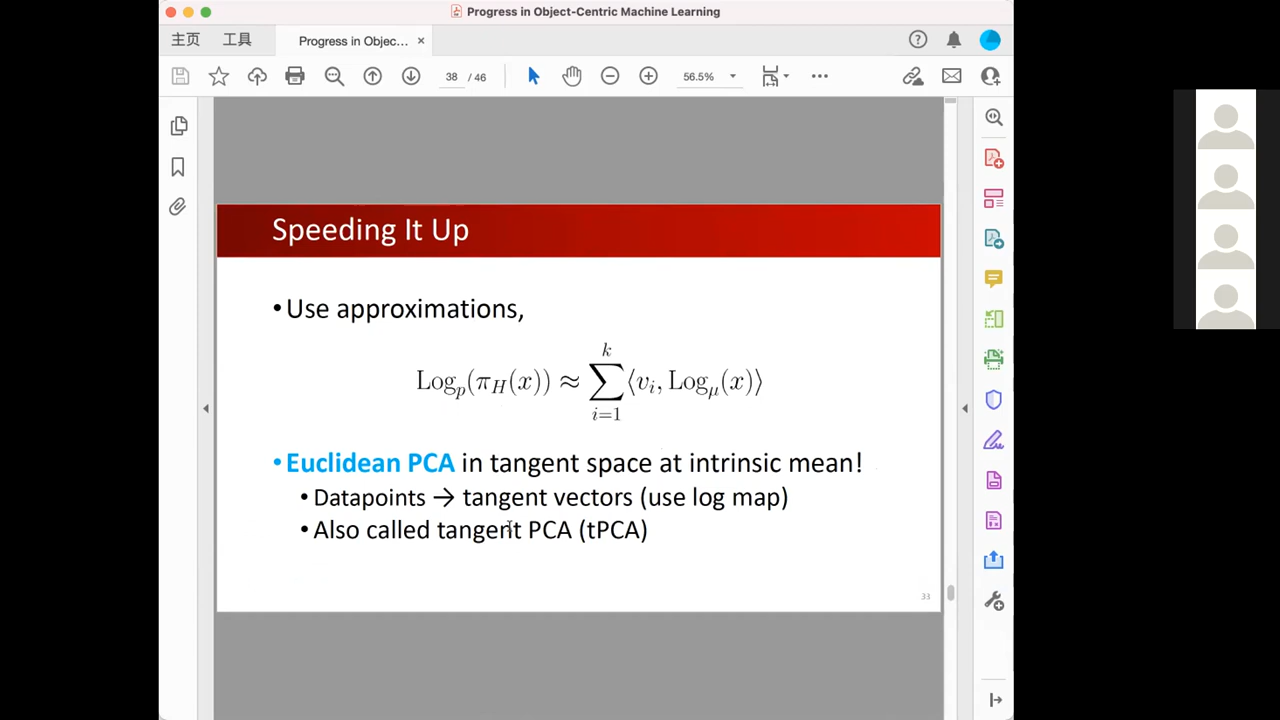 Progress in Object-Centric Machine Learning
主页 工具 Progress in Objec... ×
38 / 46 56.5%
Speeding It Up
• Use approximations,
Log_p(π_H(x)) ≈ ∑_{i=1}^{k} ⟨v_i, Log_μ(x)⟩
• Euclidean PCA in tangent space at intrinsic mean!
• Datapoints → tangent vectors (use log map)
• Also called tangent PCA (tPCA)
33